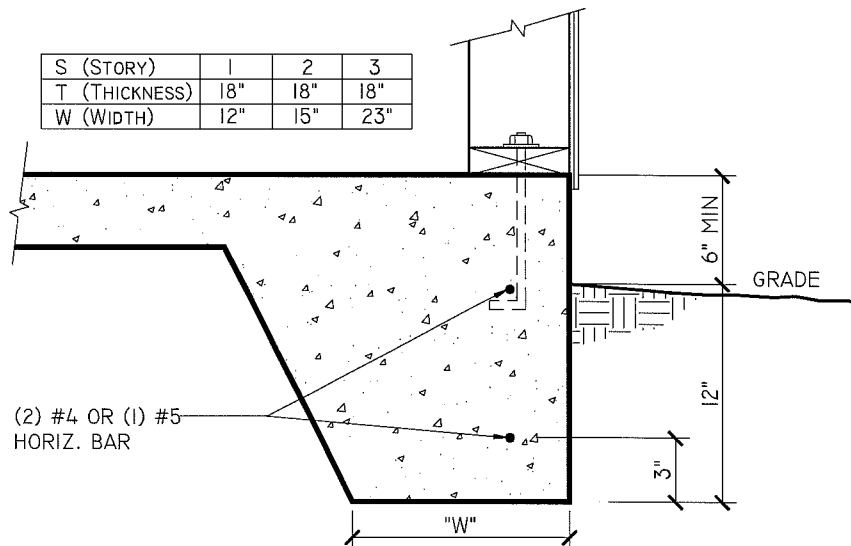 S (STORY) 1 2 3
T (THICKNESS) 18" 18" 18"
W (WIDTH) 12" 15" 23"
6" MIN
GRADE
12"
3"
(2) #4 OR (1) #5
HORIZ. BAR
"W"